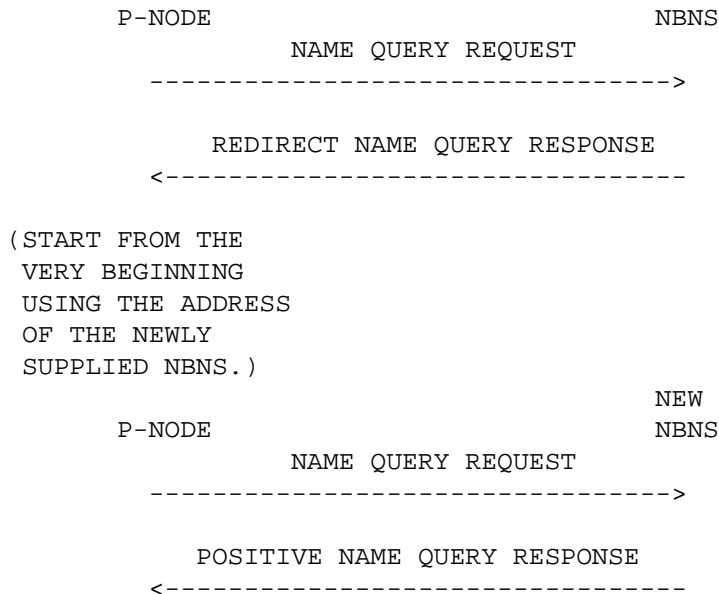 P-NODE NBNS
NAME QUERY REQUEST
---------------------------------->
REDIRECT NAME QUERY RESPONSE
<----------------------------------
(START FROM THE
VERY BEGINNING
USING THE ADDRESS
OF THE NEWLY
SUPPLIED NBNS.)
NEW
P-NODE NBNS
NAME QUERY REQUEST
---------------------------------->
POSITIVE NAME QUERY RESPONSE
<----------------------------------